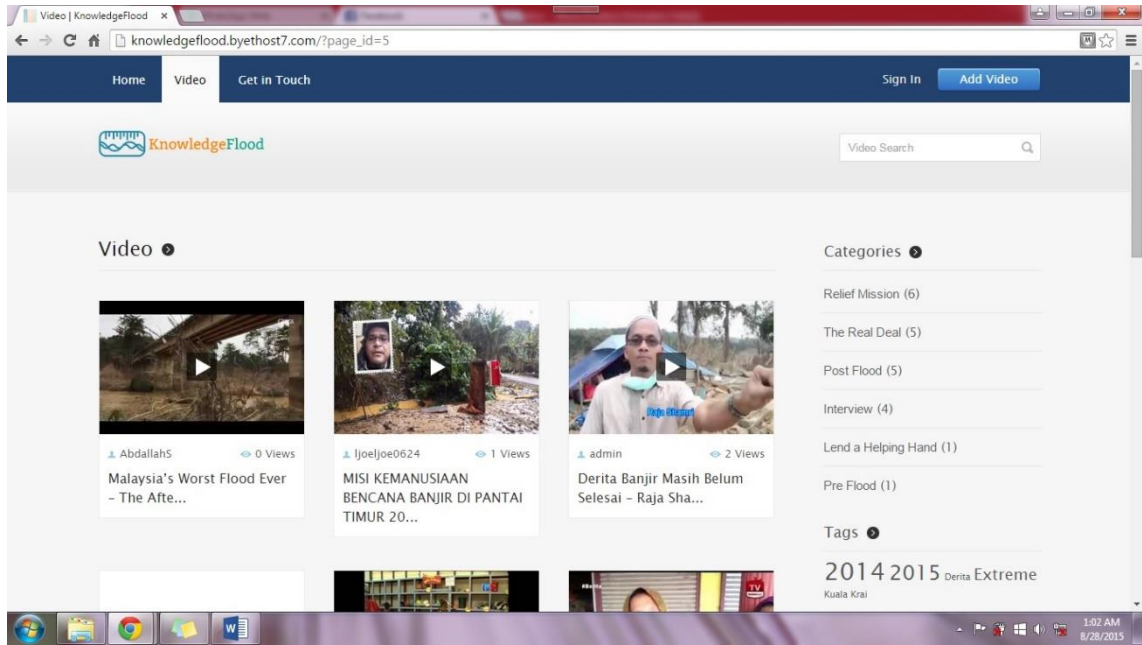 Video | KnowledgeFlood
Facebook
knowledgeflood.byethost7.com/?page_id=5
Home Video Get in Touch Sign In Add Video
KnowledgeFlood
Video Search
Video
AbdallahS 0 Views
Malaysia's Worst Flood Ever
– The Afte...
ljoeljoe0624 1 Views
MISI KEMANUSIAAN
BENCANA BANJIR DI PANTAI
TIMUR 20...
Raja Shamri
admin 2 Views
Derita Banjir Masih Belum
Selesai – Raja Sha...
Categories
Relief Mission (6)
The Real Deal (5)
Post Flood (5)
Interview (4)
Lend a Helping Hand (1)
Pre Flood (1)
Tags
2014 2015 Derita Extreme
Kuala Krai
TV
1:02 AM
8/28/2015